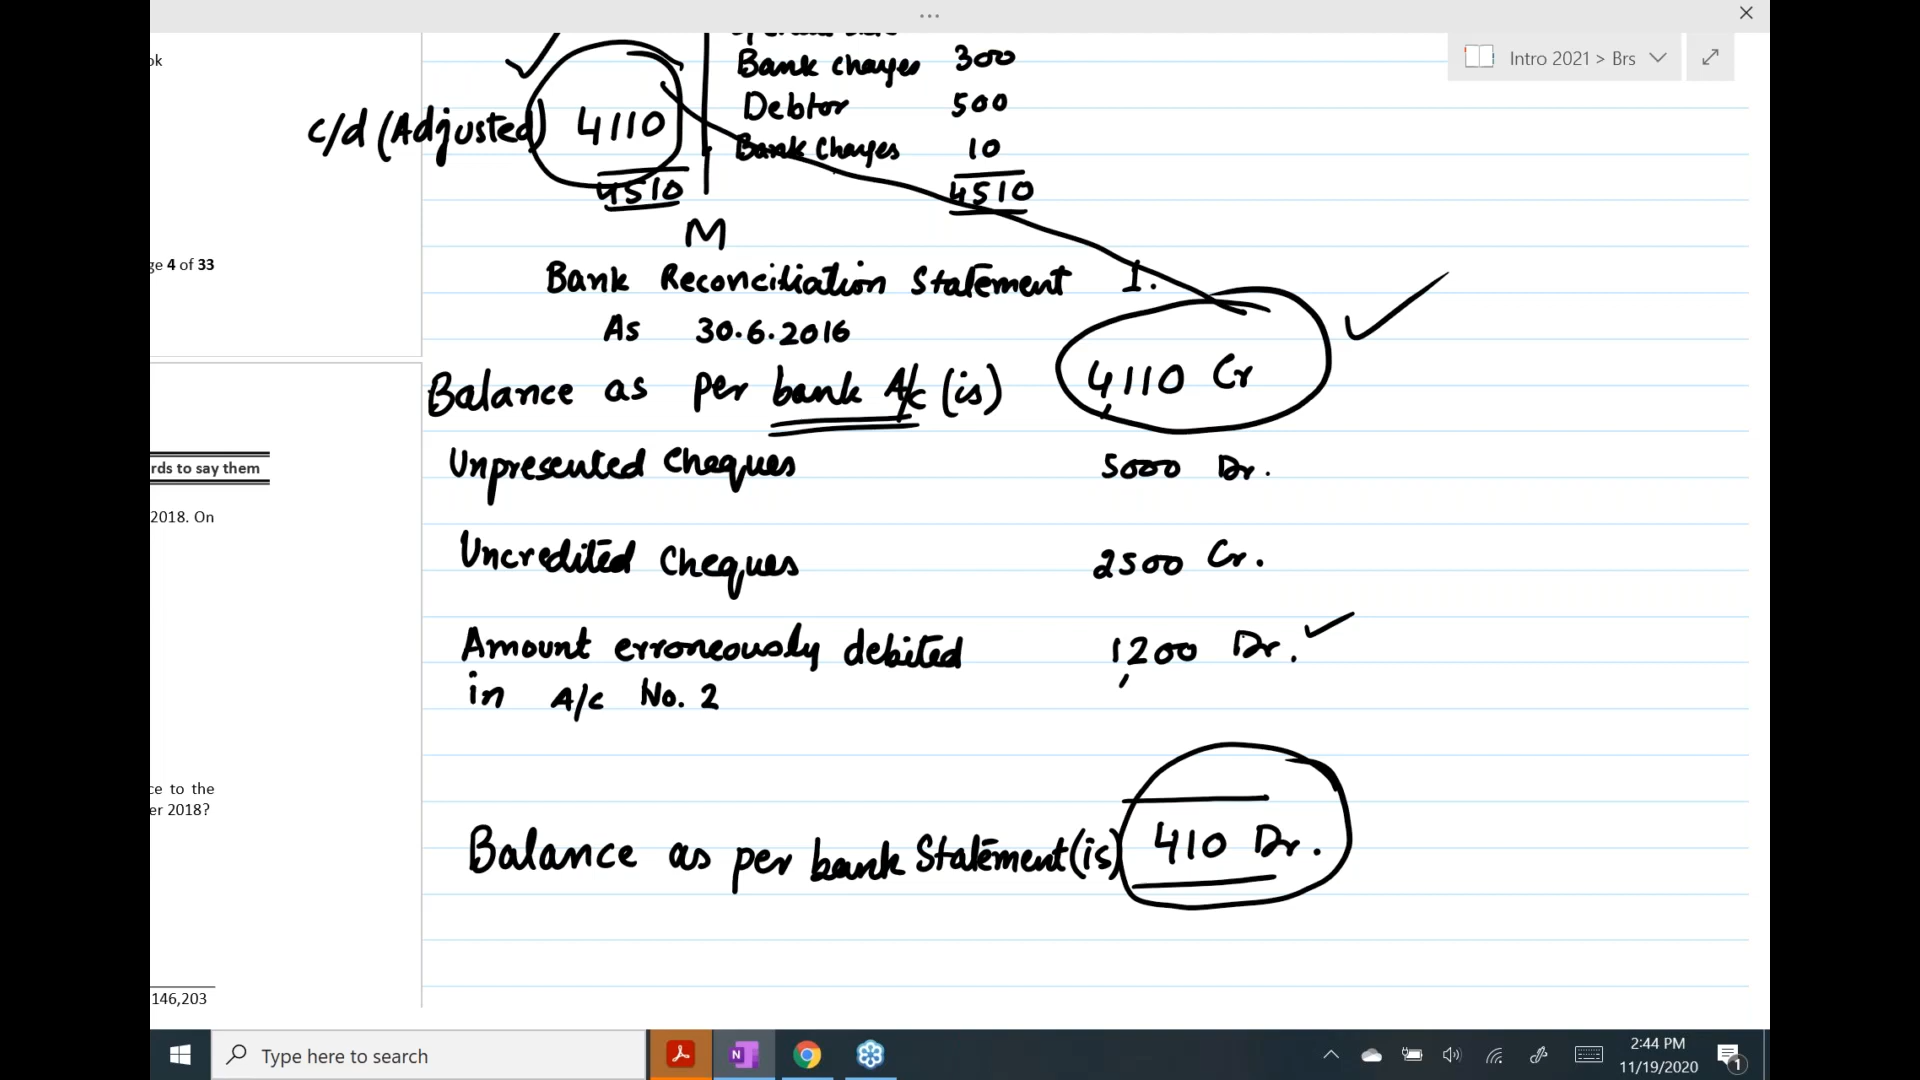 Intro 2021 > Brs
ok
Bank charges 300
Debtor 500
c/d (Adjusted) 4110
Bank Charges 10
4510 4510
M
ge 4 of 33
Bank Reconciliation Statement 1.
As 30.6.2016
Balance as per bank A/c (is) 4110 Cr
Unpresented Cheques 5000 Dr.
rds to say them
2018. On
Uncredited Cheques 2500 Cr.
Amount erroneously debited 1,200 Dr.
in A/c No. 2
ce to the
er 2018?
Balance as per bank Statement (is) 410 Dr.
146,203
Type here to search
2:44 PM
11/19/2020
1